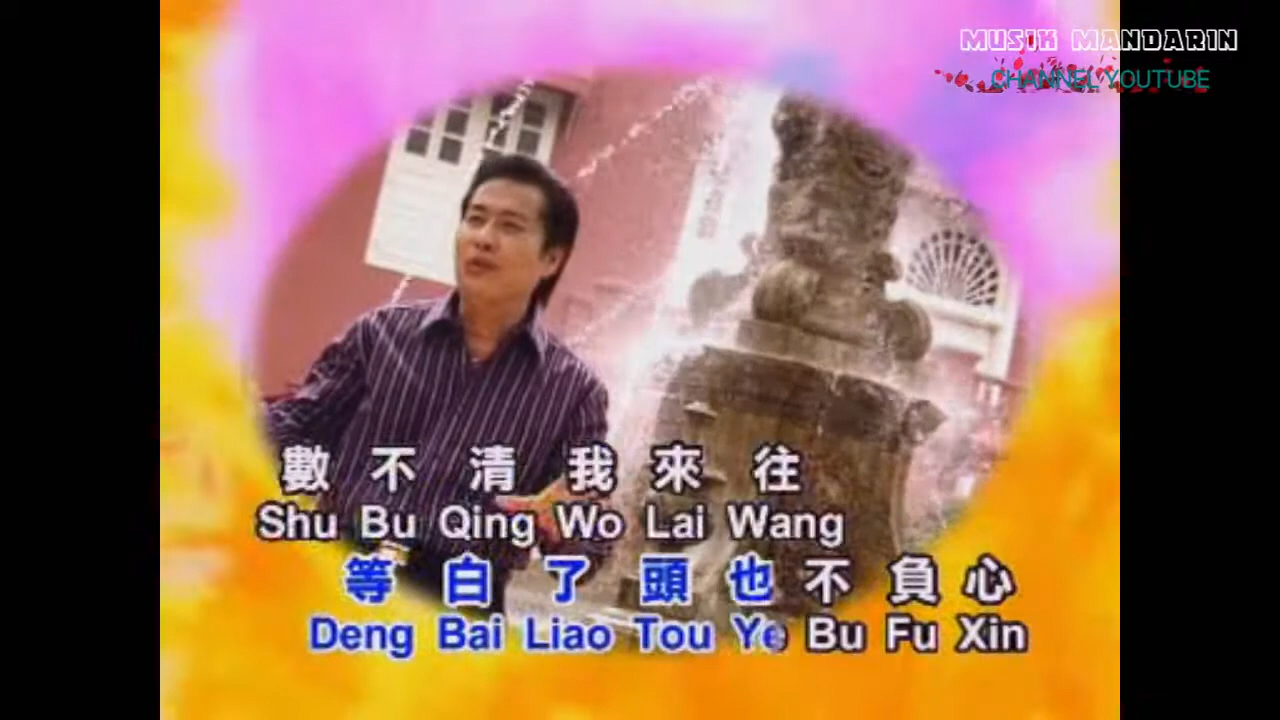 MUSIK MANDARIN
CHANNEL YOUTUBE
數不清我來往
Shu Bu Qing Wo Lai Wang
等白了頭也不負心
Deng Bai Liao Tou Ye Bu Fu Xin